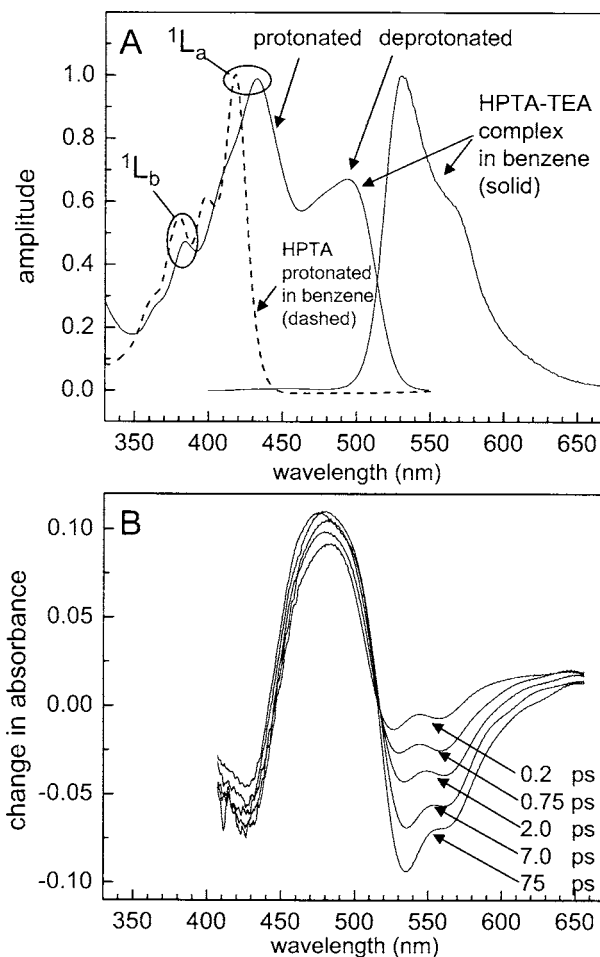 A
¹Lₐ
protonated
deprotonated
HPTA-TEA
complex
in benzene
(solid)
¹L_b
HPTA
protonated
in benzene
(dashed)
amplitude
1.0
0.8
0.6
0.4
0.2
0.0
350 400 450 500 550 600 650
wavelength (nm)
B
change in absorbance
0.10
0.05
0.00
-0.05
-0.10
0.2 ps
0.75 ps
2.0 ps
7.0 ps
75 ps
350 400 450 500 550 600 650
wavelength (nm)